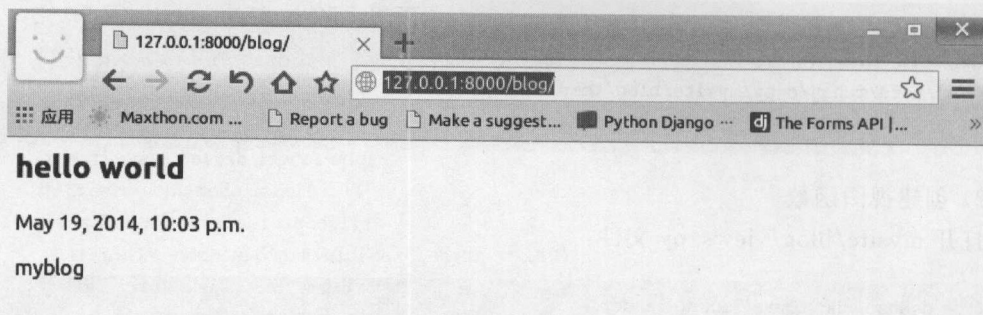 127.0.0.1:8000/blog/
127.0.0.1:8000/blog/
应用 Maxthon.com ... Report a bug Make a suggest... Python Django ... The Forms API |... »
hello world
May 19, 2014, 10:03 p.m.
myblog